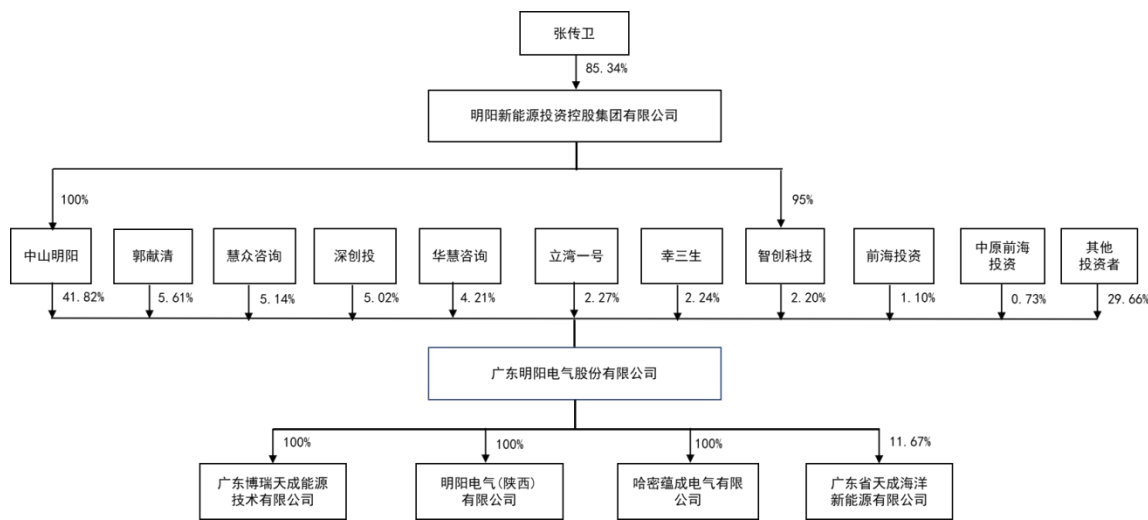 张传卫
85.34%
明阳新能源投资控股集团有限公司
100%
95%
中山明阳
郭献清
慧众咨询
深创投
华慧咨询
立湾一号
幸三生
智创科技
前海投资
中原前海
投资
其他
投资者
41.82%
5.61%
5.14%
5.02%
4.21%
2.27%
2.24%
2.20%
1.10%
0.73%
29.66%
广东明阳电气股份有限公司
100%
100%
100%
11.67%
广东博瑞天成能源
技术有限公司
明阳电气(陕西)
有限公司
哈密蕴成电气有限
公司
广东省天成海洋
新能源有限公司